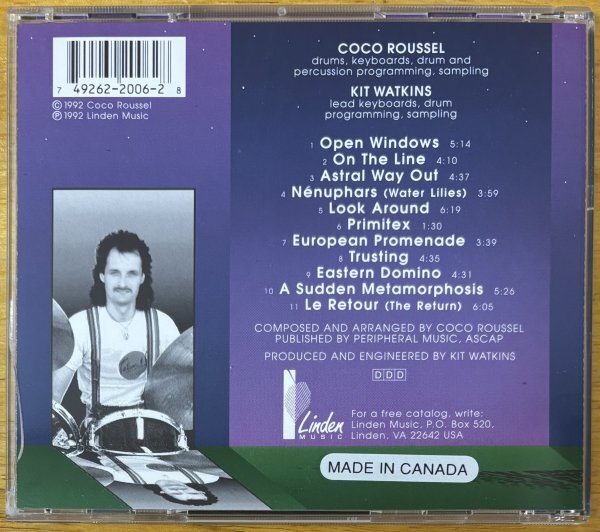 7 49262-2006-2 8
© 1992 Coco Roussel
℗ 1992 Linden Music
COCO ROUSSEL
drums, keyboards, drum and
percussion programming, sampling
KIT WATKINS
lead keyboards, drum
programming, sampling
1 Open Windows 5:14
2 On The Line 4:10
3 Astral Way Out 4:37
4 Nénuphars (Water Lilies) 3:59
5 Look Around 6:19
6 Primitex 1:30
7 European Promenade 3:39
8 Trusting 4:35
9 Eastern Domino 4:31
10 A Sudden Metamorphosis 5:26
11 Le Retour (The Return) 6:05
COMPOSED AND ARRANGED BY COCO ROUSSEL
PUBLISHED BY PERIPHERAL MUSIC, ASCAP
PRODUCED AND ENGINEERED BY KIT WATKINS
DDD
Linden
MUSIC
For a free catalog, write:
Linden Music, P.O. Box 520,
Linden, VA 22642 USA
MADE IN CANADA